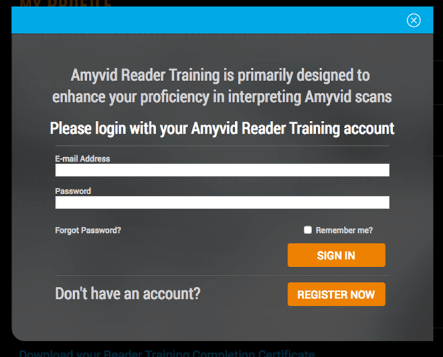 MY PROFILE
Amyvid Reader Training is primarily designed to
enhance your proficiency in interpreting Amyvid scans
Please login with your Amyvid Reader Training account
E-mail Address
Password
Forgot Password?
Remember me?
SIGN IN
Don't have an account?
REGISTER NOW
Download your Reader Training Completion Certificate